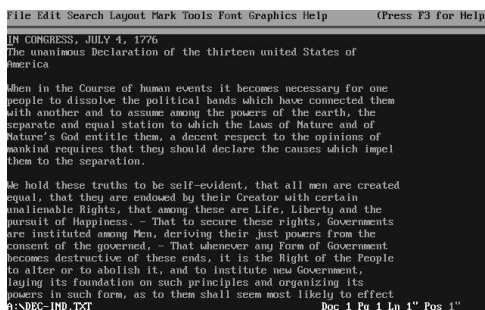 File Edit Search Layout Mark Tools Font Graphics Help (Press F3 for Help
IN CONGRESS, JULY 4, 1776
The unanimous Declaration of the thirteen united States of
America
When in the Course of human events it becomes necessary for one
people to dissolve the political bands which have connected them
with another and to assume among the powers of the earth, the
separate and equal station to which the Laws of Nature and of
Nature's God entitle them, a decent respect to the opinions of
mankind requires that they should declare the causes which impel
them to the separation.
We hold these truths to be self-evident, that all men are created
equal, that they are endowed by their Creator with certain
unalienable Rights, that among these are Life, Liberty and the
pursuit of Happiness. — That to secure these rights, Governments
are instituted among Men, deriving their just powers from the
consent of the governed, — That whenever any Form of Government
becomes destructive of these ends, it is the Right of the People
to alter or to abolish it, and to institute new Government,
laying its foundation on such principles and organizing its
powers in such form, as to them shall seem most likely to effect
A:\DEC-IND.TXT Doc 1 Pg 1 Ln 1" Pos 1"